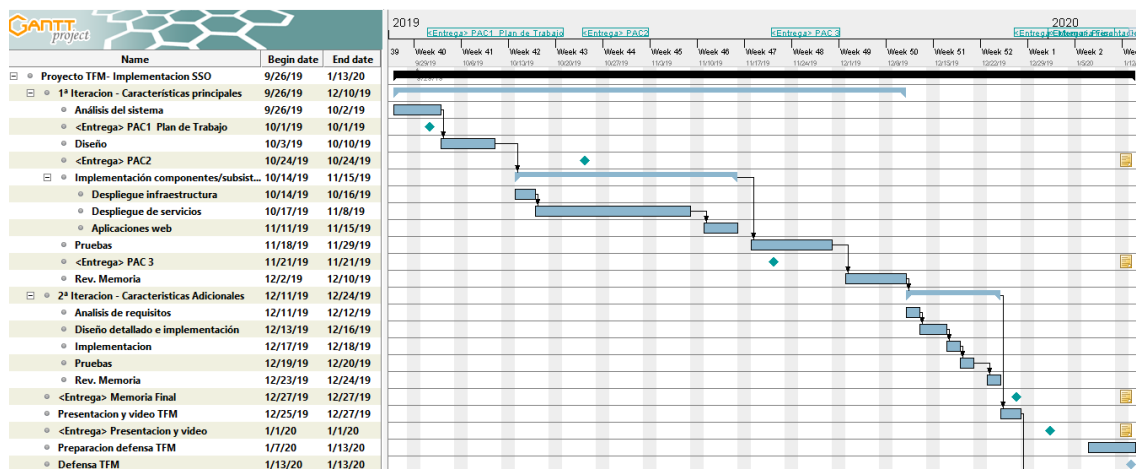 GANTT
project
2019
2020
<Entrega> PAC1 Plan de Trabajo
<Entrega> PAC2
<Entrega> PAC 3
39 Week 40 Week 41 Week 42 Week 43 Week 44 Week 45 Week 46 Week 47 Week 48 Week 49 Week 50 Week 51 Week 52 Week 1 Week 2
9/29/19 10/6/19 10/13/19 10/20/19 10/27/19 11/3/19 11/10/19 11/17/19 11/24/19 12/1/19 12/8/19 12/15/19 12/22/19 12/29/19 1/5/20
Name Begin date End date
Proyecto TFM- Implementacion SSO 9/26/19 1/13/20
1ª Iteracion - Características principales 9/26/19 12/10/19
Análisis del sistema 9/26/19 10/2/19
<Entrega> PAC1 Plan de Trabajo 10/1/19 10/1/19
Diseño 10/3/19 10/10/19
<Entrega> PAC2 10/24/19 10/24/19
Implementación componentes/subsist... 10/14/19 11/15/19
Despliegue infraestructura 10/14/19 10/16/19
Despliegue de servicios 10/17/19 11/8/19
Aplicaciones web 11/11/19 11/15/19
Pruebas 11/18/19 11/29/19
<Entrega> PAC 3 11/21/19 11/21/19
Rev. Memoria 12/2/19 12/10/19
2ª Iteracion - Caracteristicas Adicionales 12/11/19 12/24/19
Analisis de requisitos 12/11/19 12/12/19
Diseño detallado e implementación 12/13/19 12/16/19
Implementacion 12/17/19 12/18/19
Pruebas 12/19/19 12/20/19
Rev. Memoria 12/23/19 12/24/19
<Entrega> Memoria Final 12/27/19 12/27/19
Presentacion y video TFM 12/25/19 12/27/19
<Entrega> Presentacion y video 1/1/20 1/1/20
Preparacion defensa TFM 1/7/20 1/13/20
Defensa TFM 1/13/20 1/13/20